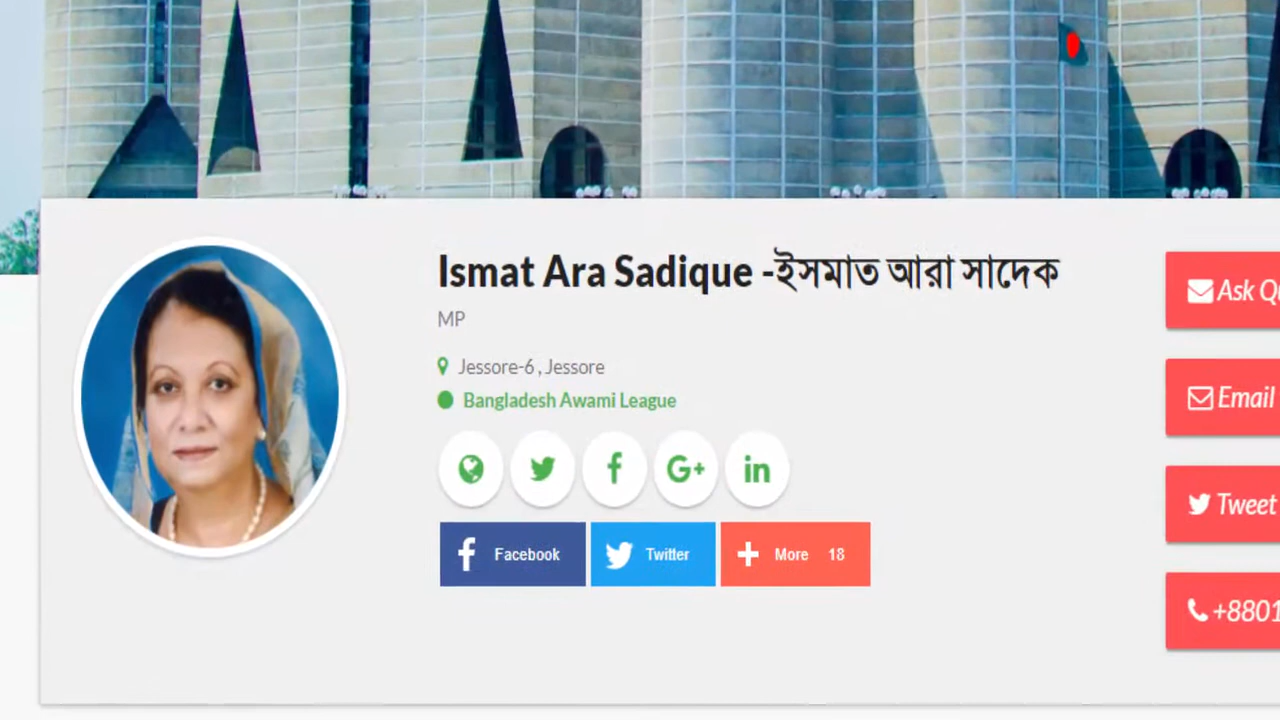 Ismat Ara Sadique -ইসমাত আরা সাদেক
MP
Jessore-6 , Jessore
Bangladesh Awami League
Facebook
Twitter
More 18
Ask Qu
Email
Tweet
+8801